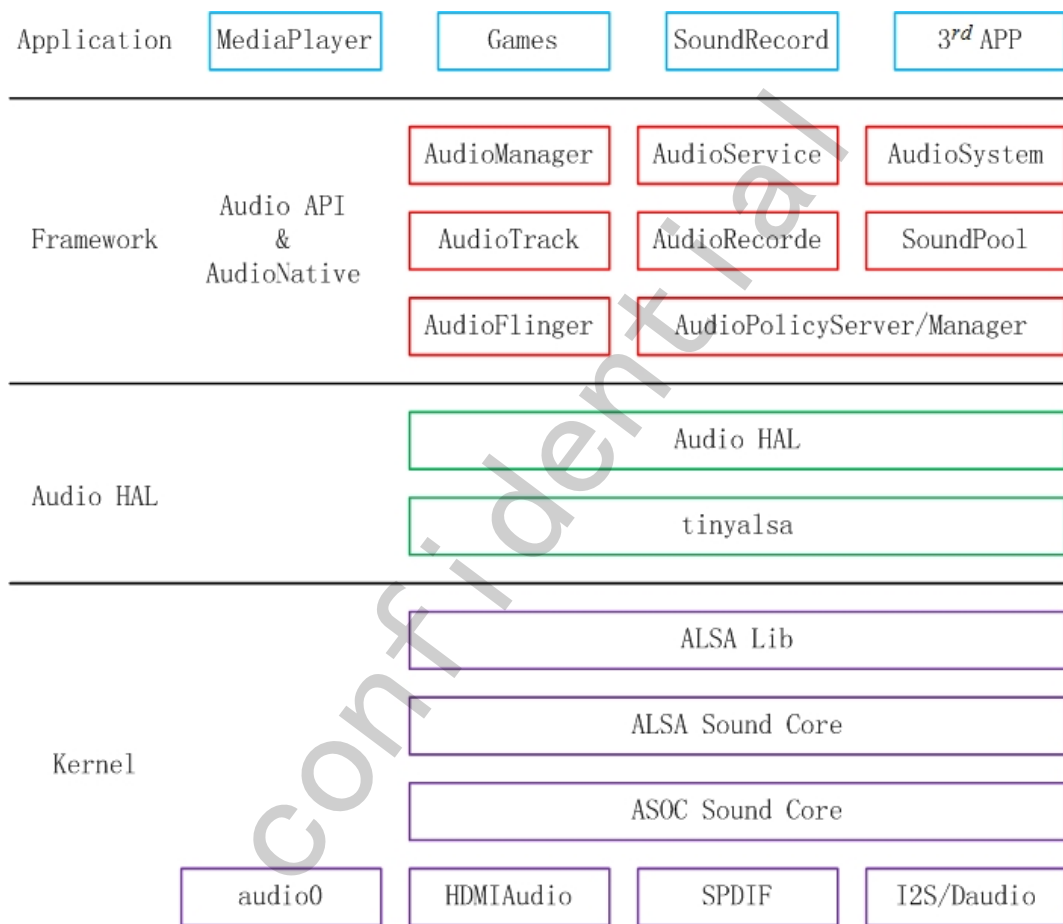 Application MediaPlayer Games SoundRecord 3rd APP
AudioManager AudioService AudioSystem
Audio API
Framework & AudioTrack AudioRecorde SoundPool
AudioNative
AudioFlinger AudioPolicyServer/Manager
Audio HAL
Audio HAL
tinyalsa
ALSA Lib
ALSA Sound Core
Kernel
ASOC Sound Core
audio0 HDMIAudio SPDIF I2S/Daudio
confidential